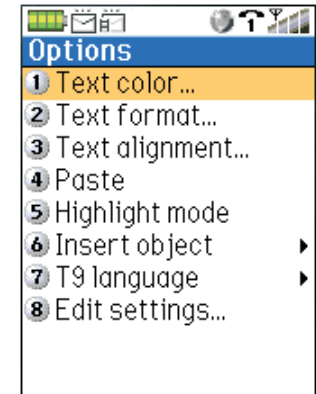 Options
1 Text color...
2 Text format...
3 Text alignment...
4 Paste
5 Highlight mode
6 Insert object
7 T9 language
8 Edit settings...